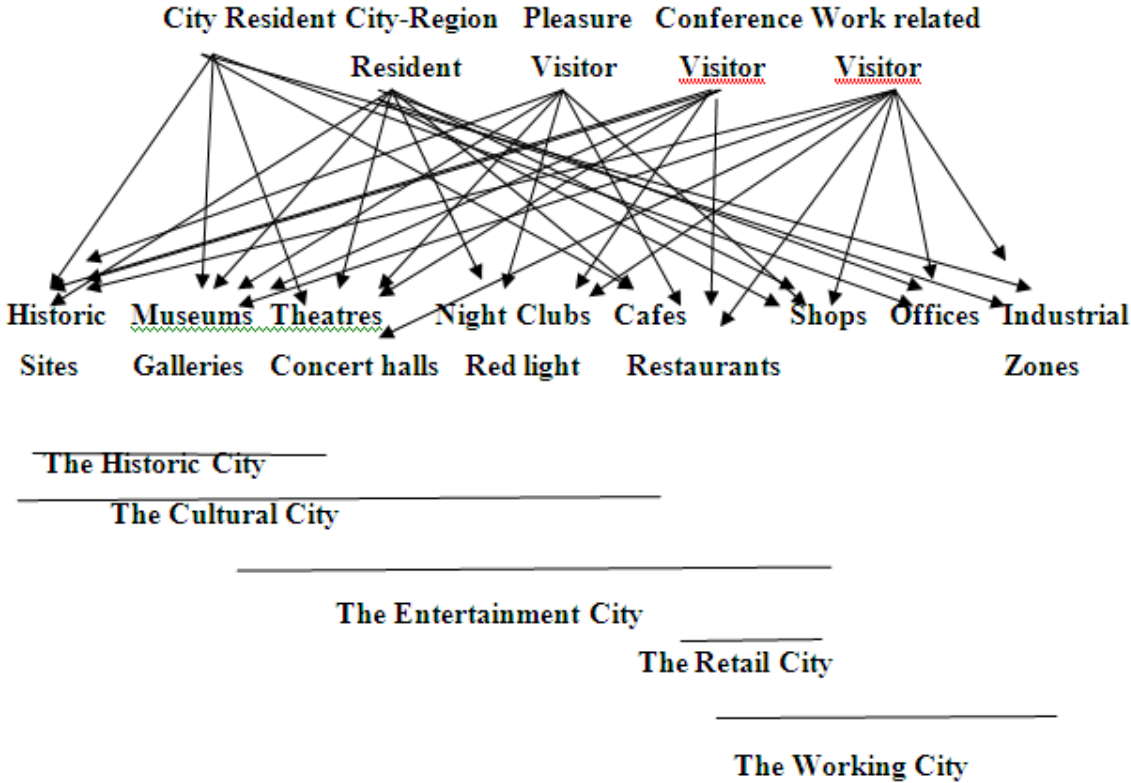 City Resident City-Region Pleasure Conference Work related
Resident Visitor Visitor Visitor
Historic Museums Theatres Night Clubs Cafes Shops Offices Industrial
Sites Galleries Concert halls Red light Restaurants Zones
The Historic City
The Cultural City
The Entertainment City
The Retail City
The Working City